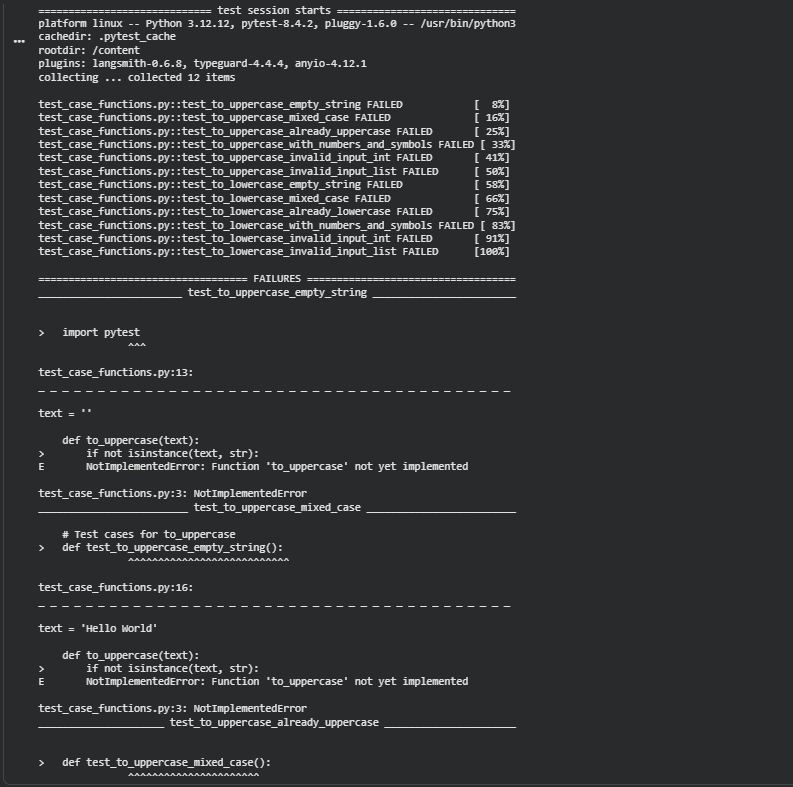 ============================= test session starts ==============================
platform linux -- Python 3.12.12, pytest-8.4.2, pluggy-1.6.0 -- /usr/bin/python3
cachedir: .pytest_cache
rootdir: /content
plugins: langsmith-0.6.8, typeguard-4.4.4, anyio-4.12.1
collecting ... collected 12 items

test_case_functions.py::test_to_uppercase_empty_string FAILED            [  8%]
test_case_functions.py::test_to_uppercase_mixed_case FAILED              [ 16%]
test_case_functions.py::test_to_uppercase_already_uppercase FAILED       [ 25%]
test_case_functions.py::test_to_uppercase_with_numbers_and_symbols FAILED [ 33%]
test_case_functions.py::test_to_uppercase_invalid_input_int FAILED       [ 41%]
test_case_functions.py::test_to_uppercase_invalid_input_list FAILED      [ 50%]
test_case_functions.py::test_to_lowercase_empty_string FAILED            [ 58%]
test_case_functions.py::test_to_lowercase_mixed_case FAILED              [ 66%]
test_case_functions.py::test_to_lowercase_already_lowercase FAILED       [ 75%]
test_case_functions.py::test_to_lowercase_with_numbers_and_symbols FAILED [ 83%]
test_case_functions.py::test_to_lowercase_invalid_input_int FAILED       [ 91%]
test_case_functions.py::test_to_lowercase_invalid_input_list FAILED      [100%]

=================================== FAILURES ===================================
________________________ test_to_uppercase_empty_string ________________________

>   import pytest
               ^^^

test_case_functions.py:13:
_ _ _ _ _ _ _ _ _ _ _ _ _ _ _ _ _ _ _ _ _ _ _ _ _ _ _ _ _ _ _ _ _ _ _ _ _ _ _ _

text = ''

    def to_uppercase(text):
>       if not isinstance(text, str):
E       NotImplementedError: Function 'to_uppercase' not yet implemented

test_case_functions.py:3: NotImplementedError
_________________________ test_to_uppercase_mixed_case _________________________

    # Test cases for to_uppercase
>   def test_to_uppercase_empty_string():
               ^^^^^^^^^^^^^^^^^^^^^^^^^^^

test_case_functions.py:16:
_ _ _ _ _ _ _ _ _ _ _ _ _ _ _ _ _ _ _ _ _ _ _ _ _ _ _ _ _ _ _ _ _ _ _ _ _ _ _ _

text = 'Hello World'

    def to_uppercase(text):
>       if not isinstance(text, str):
E       NotImplementedError: Function 'to_uppercase' not yet implemented

test_case_functions.py:3: NotImplementedError
_____________________ test_to_uppercase_already_uppercase ______________________

>   def test_to_uppercase_mixed_case():
               ^^^^^^^^^^^^^^^^^^^^^^